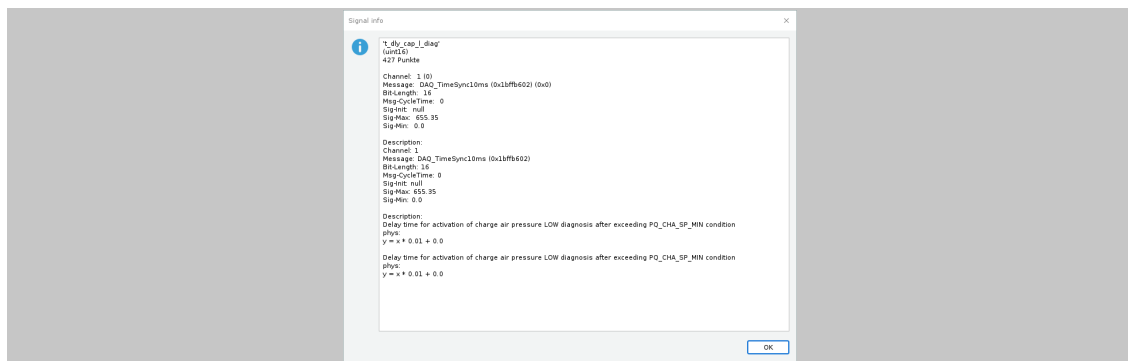 Signal info
't_dly_cap_l_diag'
(uint16)
427 Punkte
Channel: 1 (0)
Message: DAQ_TimeSync10ms (0x1bffb602) (0x0)
Bit-Length: 16
Msg-CycleTime: 0
Sig-Init: null
Sig-Max: 655.35
Sig-Min: 0.0
Description:
Channel: 1
Message: DAQ_TimeSync10ms (0x1bffb602)
Bit-Length: 16
Msg-CycleTime: 0
Sig-Init: null
Sig-Max: 655.35
Sig-Min: 0.0
Description:
Delay time for activation of charge air pressure LOW diagnosis after exceeding PQ_CHA_SP_MIN condition
phys:
y = x * 0.01 + 0.0
Delay time for activation of charge air pressure LOW diagnosis after exceeding PQ_CHA_SP_MIN condition
phys:
y = x * 0.01 + 0.0
OK